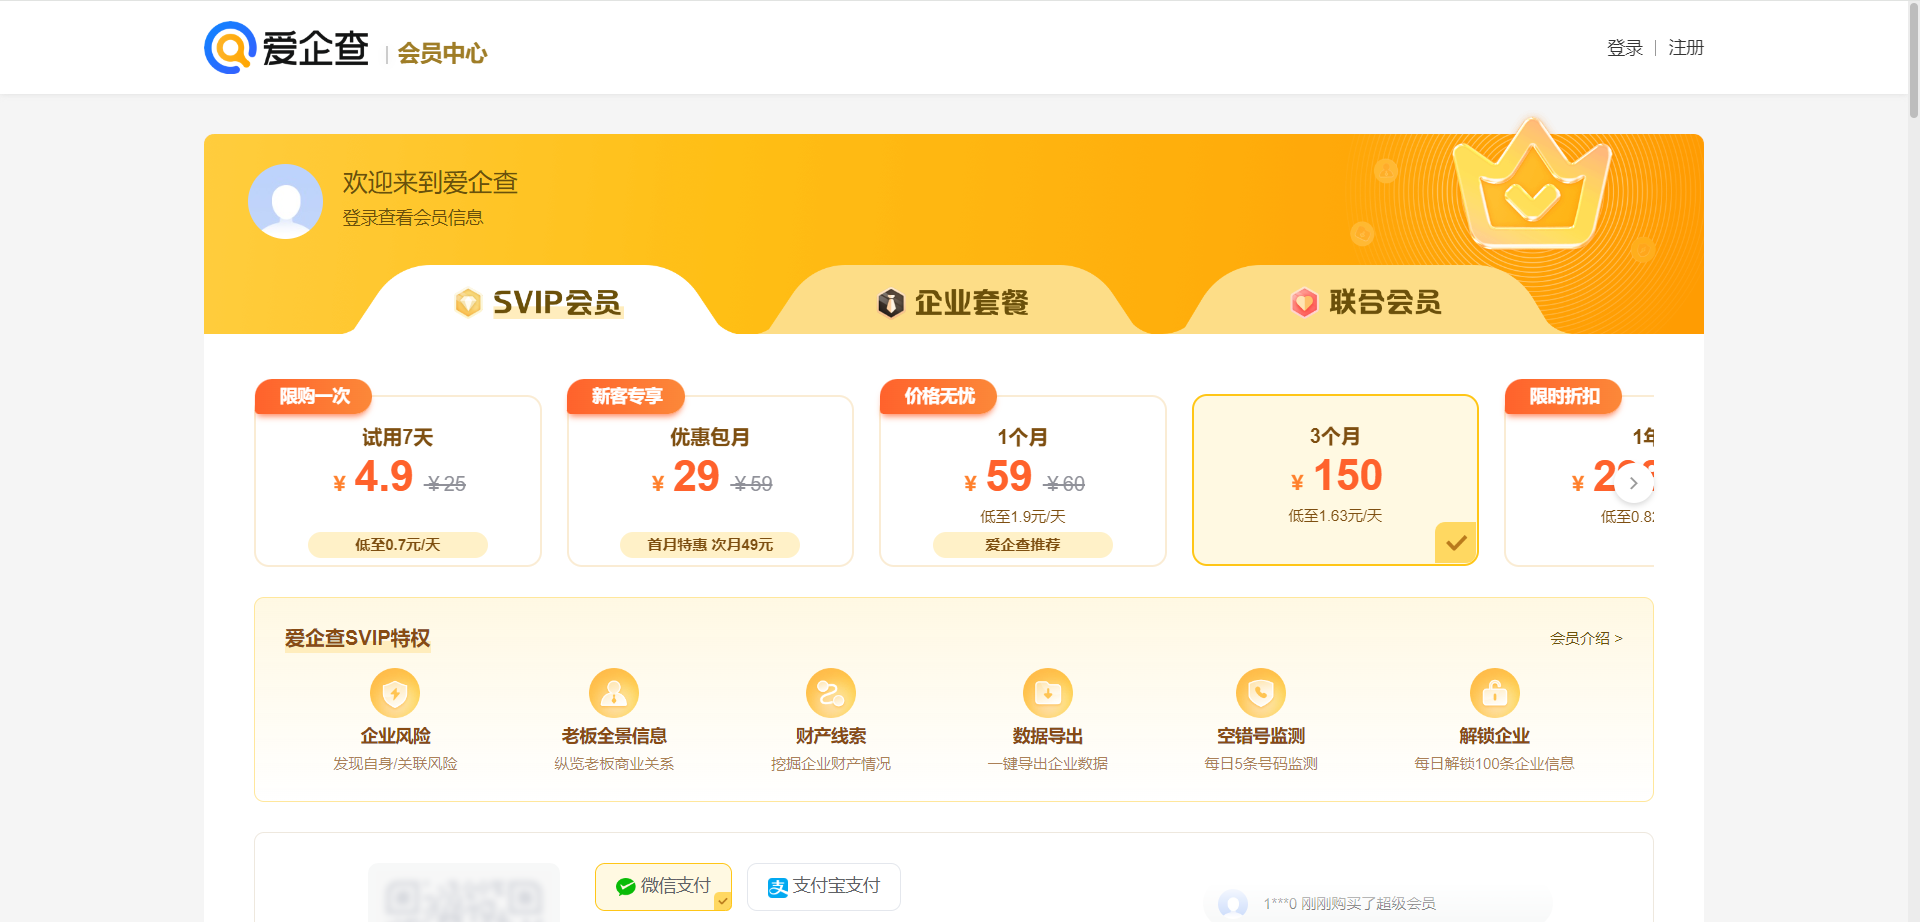 爱企查 | 会员中心
登录 | 注册
欢迎来到爱企查
登录查看会员信息
SVIP会员
企业套餐
联合会员
限购一次
试用7天
¥ 4.9 ¥25
低至0.7元/天
新客专享
优惠包月
¥ 29 ¥59
首月特惠 次月49元
价格无忧
1个月
¥ 59 ¥60
低至1.9元/天
爱企查推荐
3个月
¥ 150
低至1.63元/天
限时折扣
1年
¥
低至0.82
爱企查SVIP特权
会员介绍 >
企业风险
发现自身/关联风险
老板全景信息
纵览老板商业关系
财产线索
挖掘企业财产情况
数据导出
一键导出企业数据
空错号监测
每日5条号码监测
解锁企业
每日解锁100条企业信息
微信支付
支付宝支付
1***0 刚刚购买了超级会员